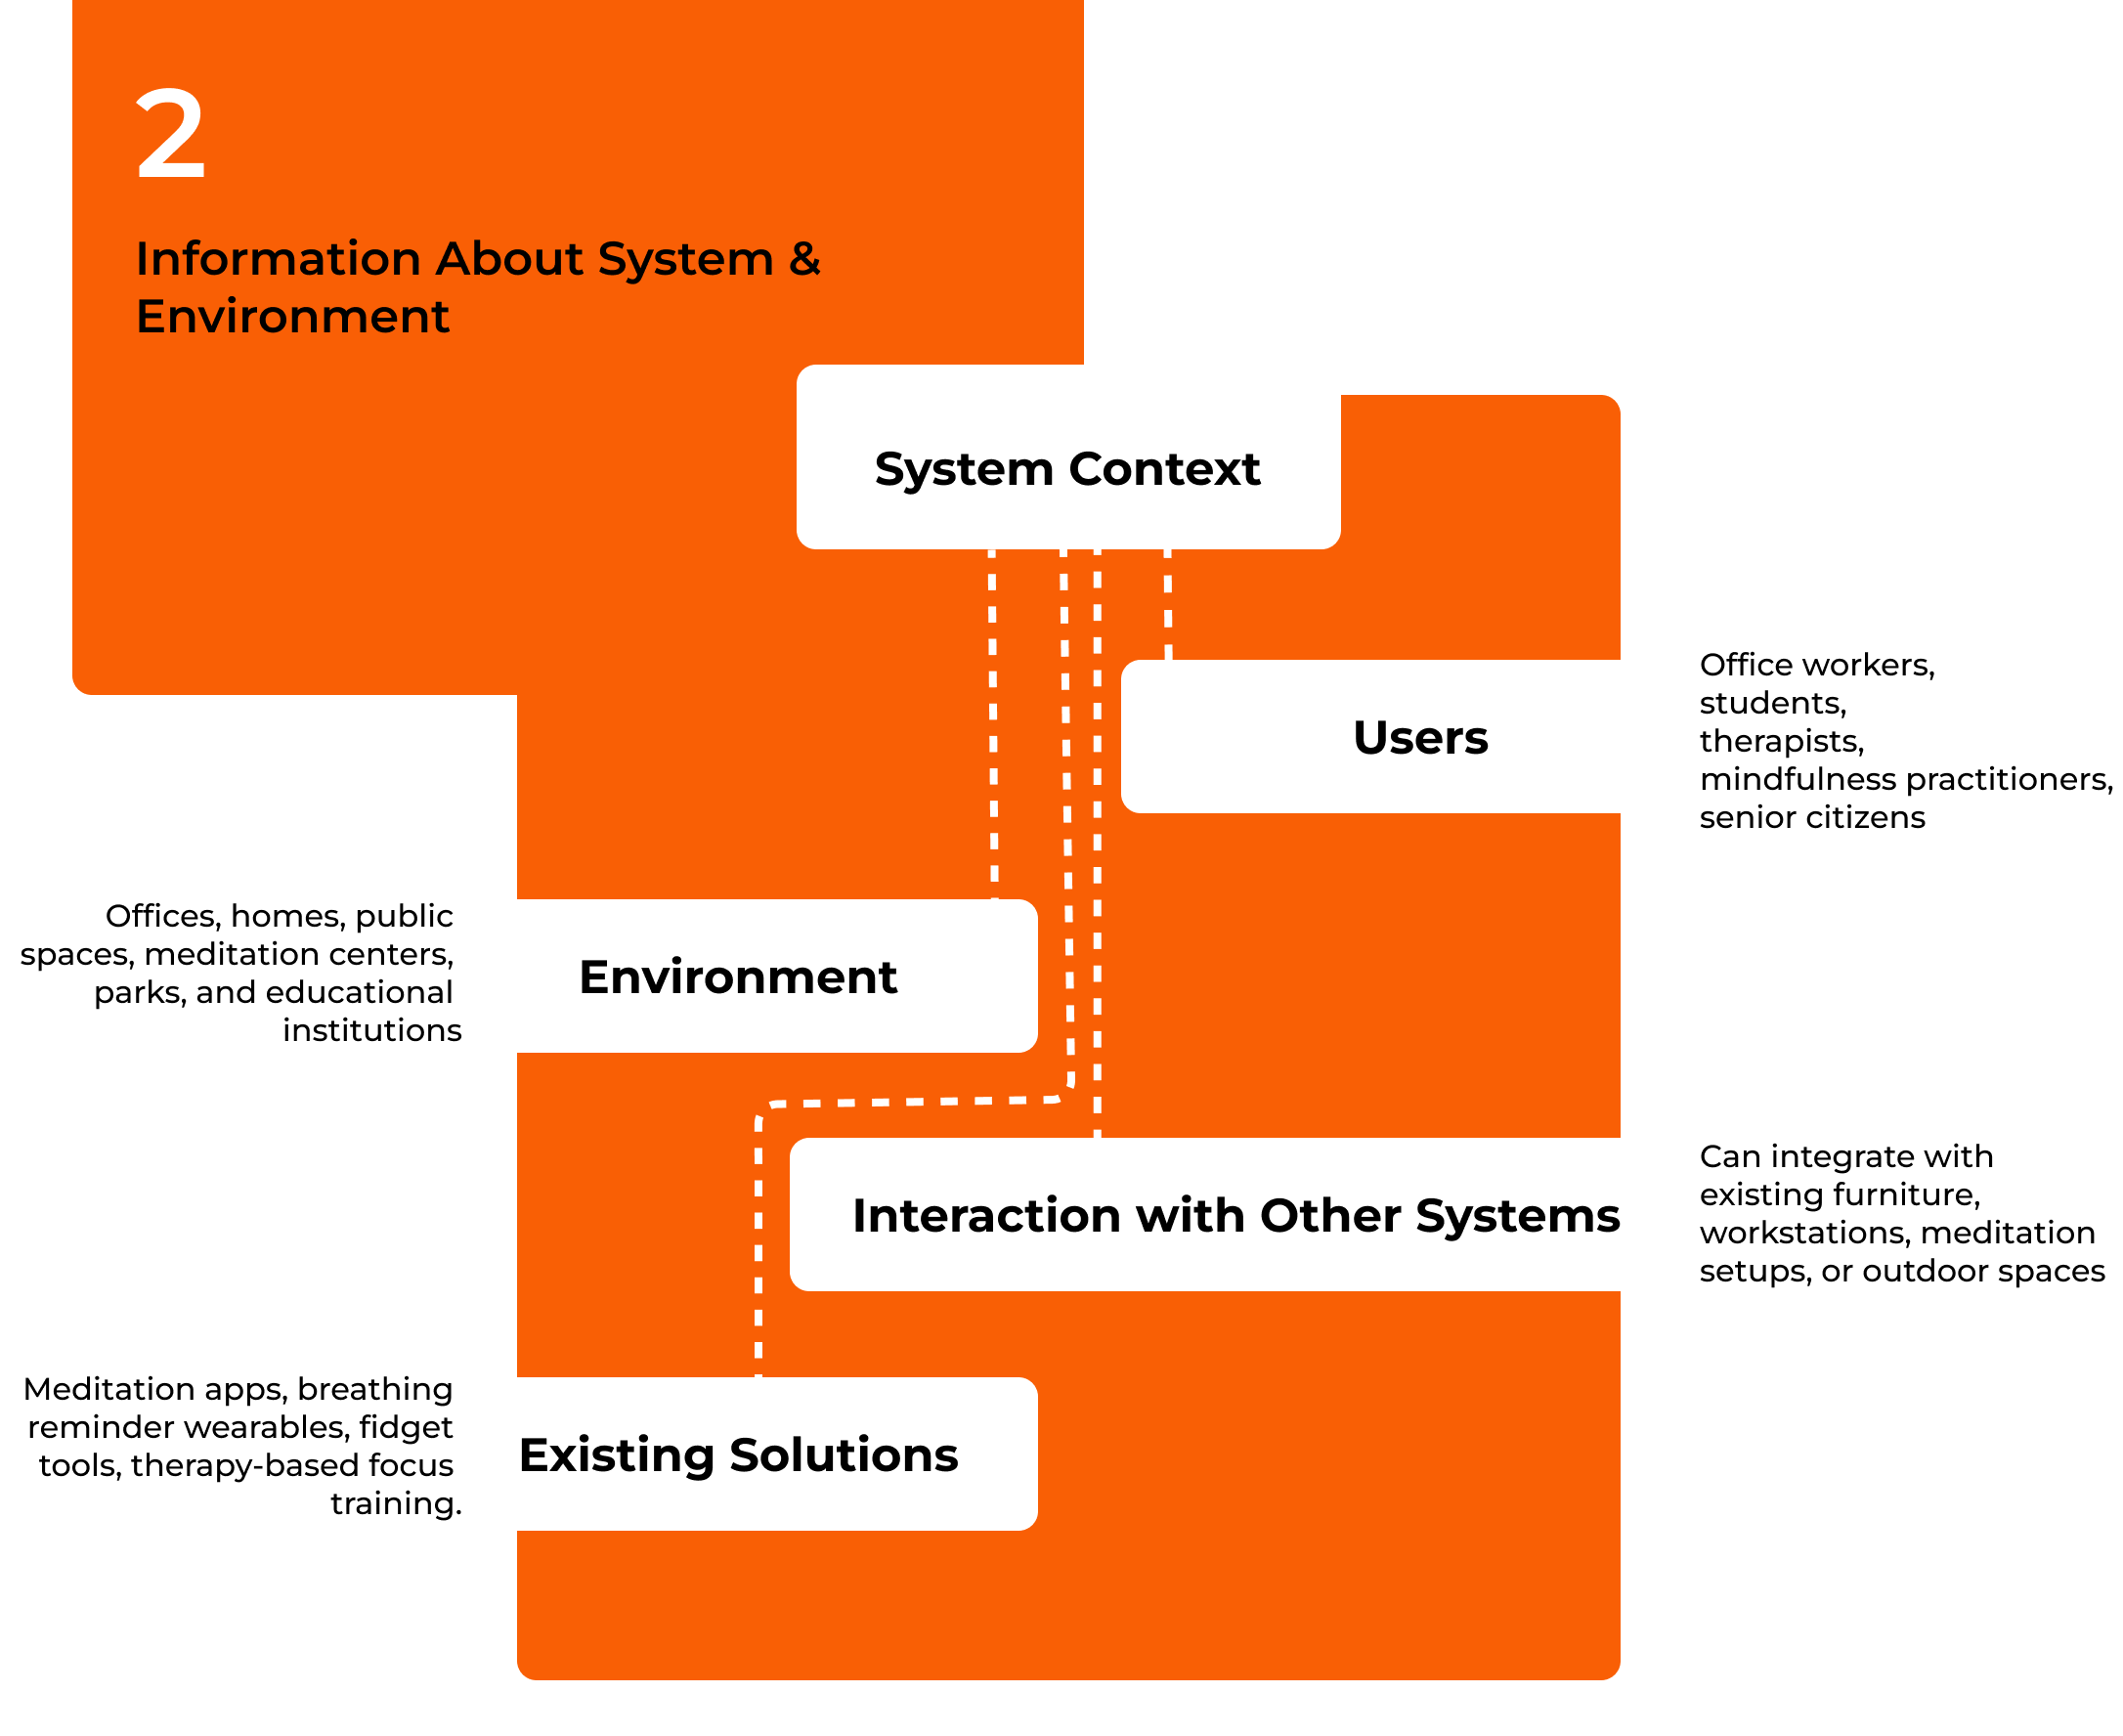 2
Information About System &
Environment
System Context
Users
Office workers,
students,
therapists,
mindfulness practitioners,
senior citizens
Offices, homes, public
spaces, meditation centers,
parks, and educational
institutions
Environment
Interaction with Other Systems
Can integrate with
existing furniture,
workstations, meditation
setups, or outdoor spaces
Meditation apps, breathing
reminder wearables, fidget
tools, therapy-based focus
training.
Existing Solutions